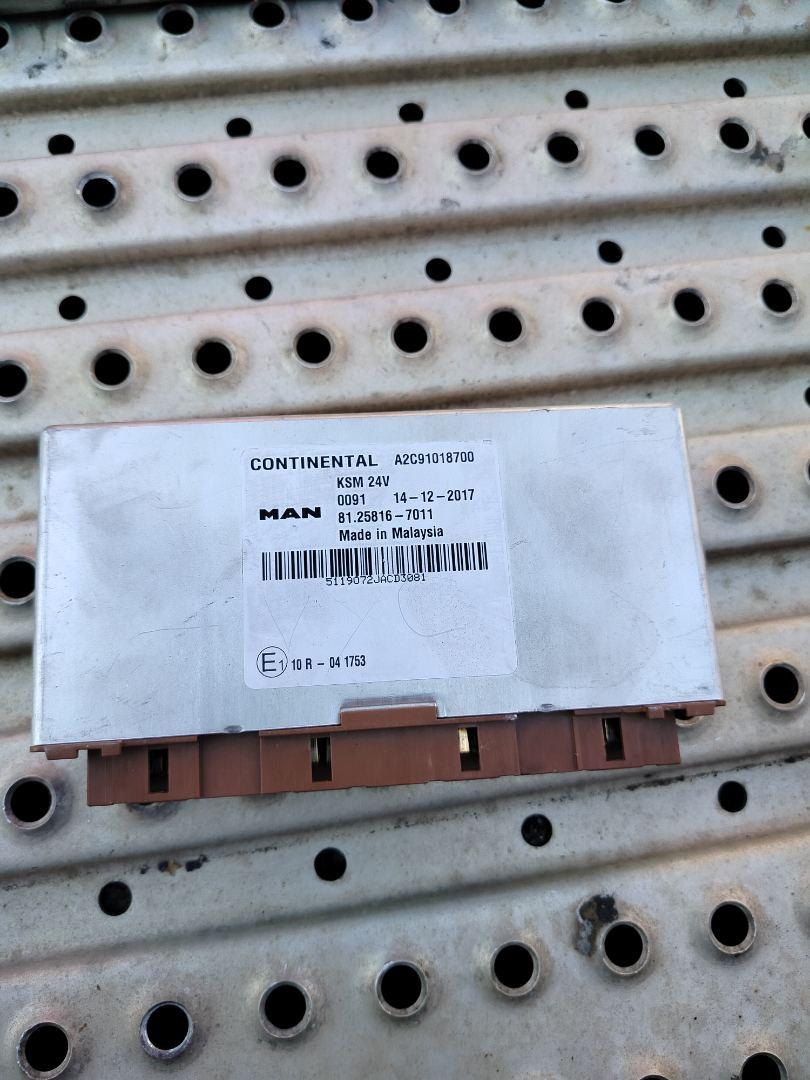 CONTINENTAL A2C91018700
KSM 24V
0091 14-12-2017
MAN 81.25816-7011
Made in Malaysia
5119072JACD3081
E1 10 R - 04 1753